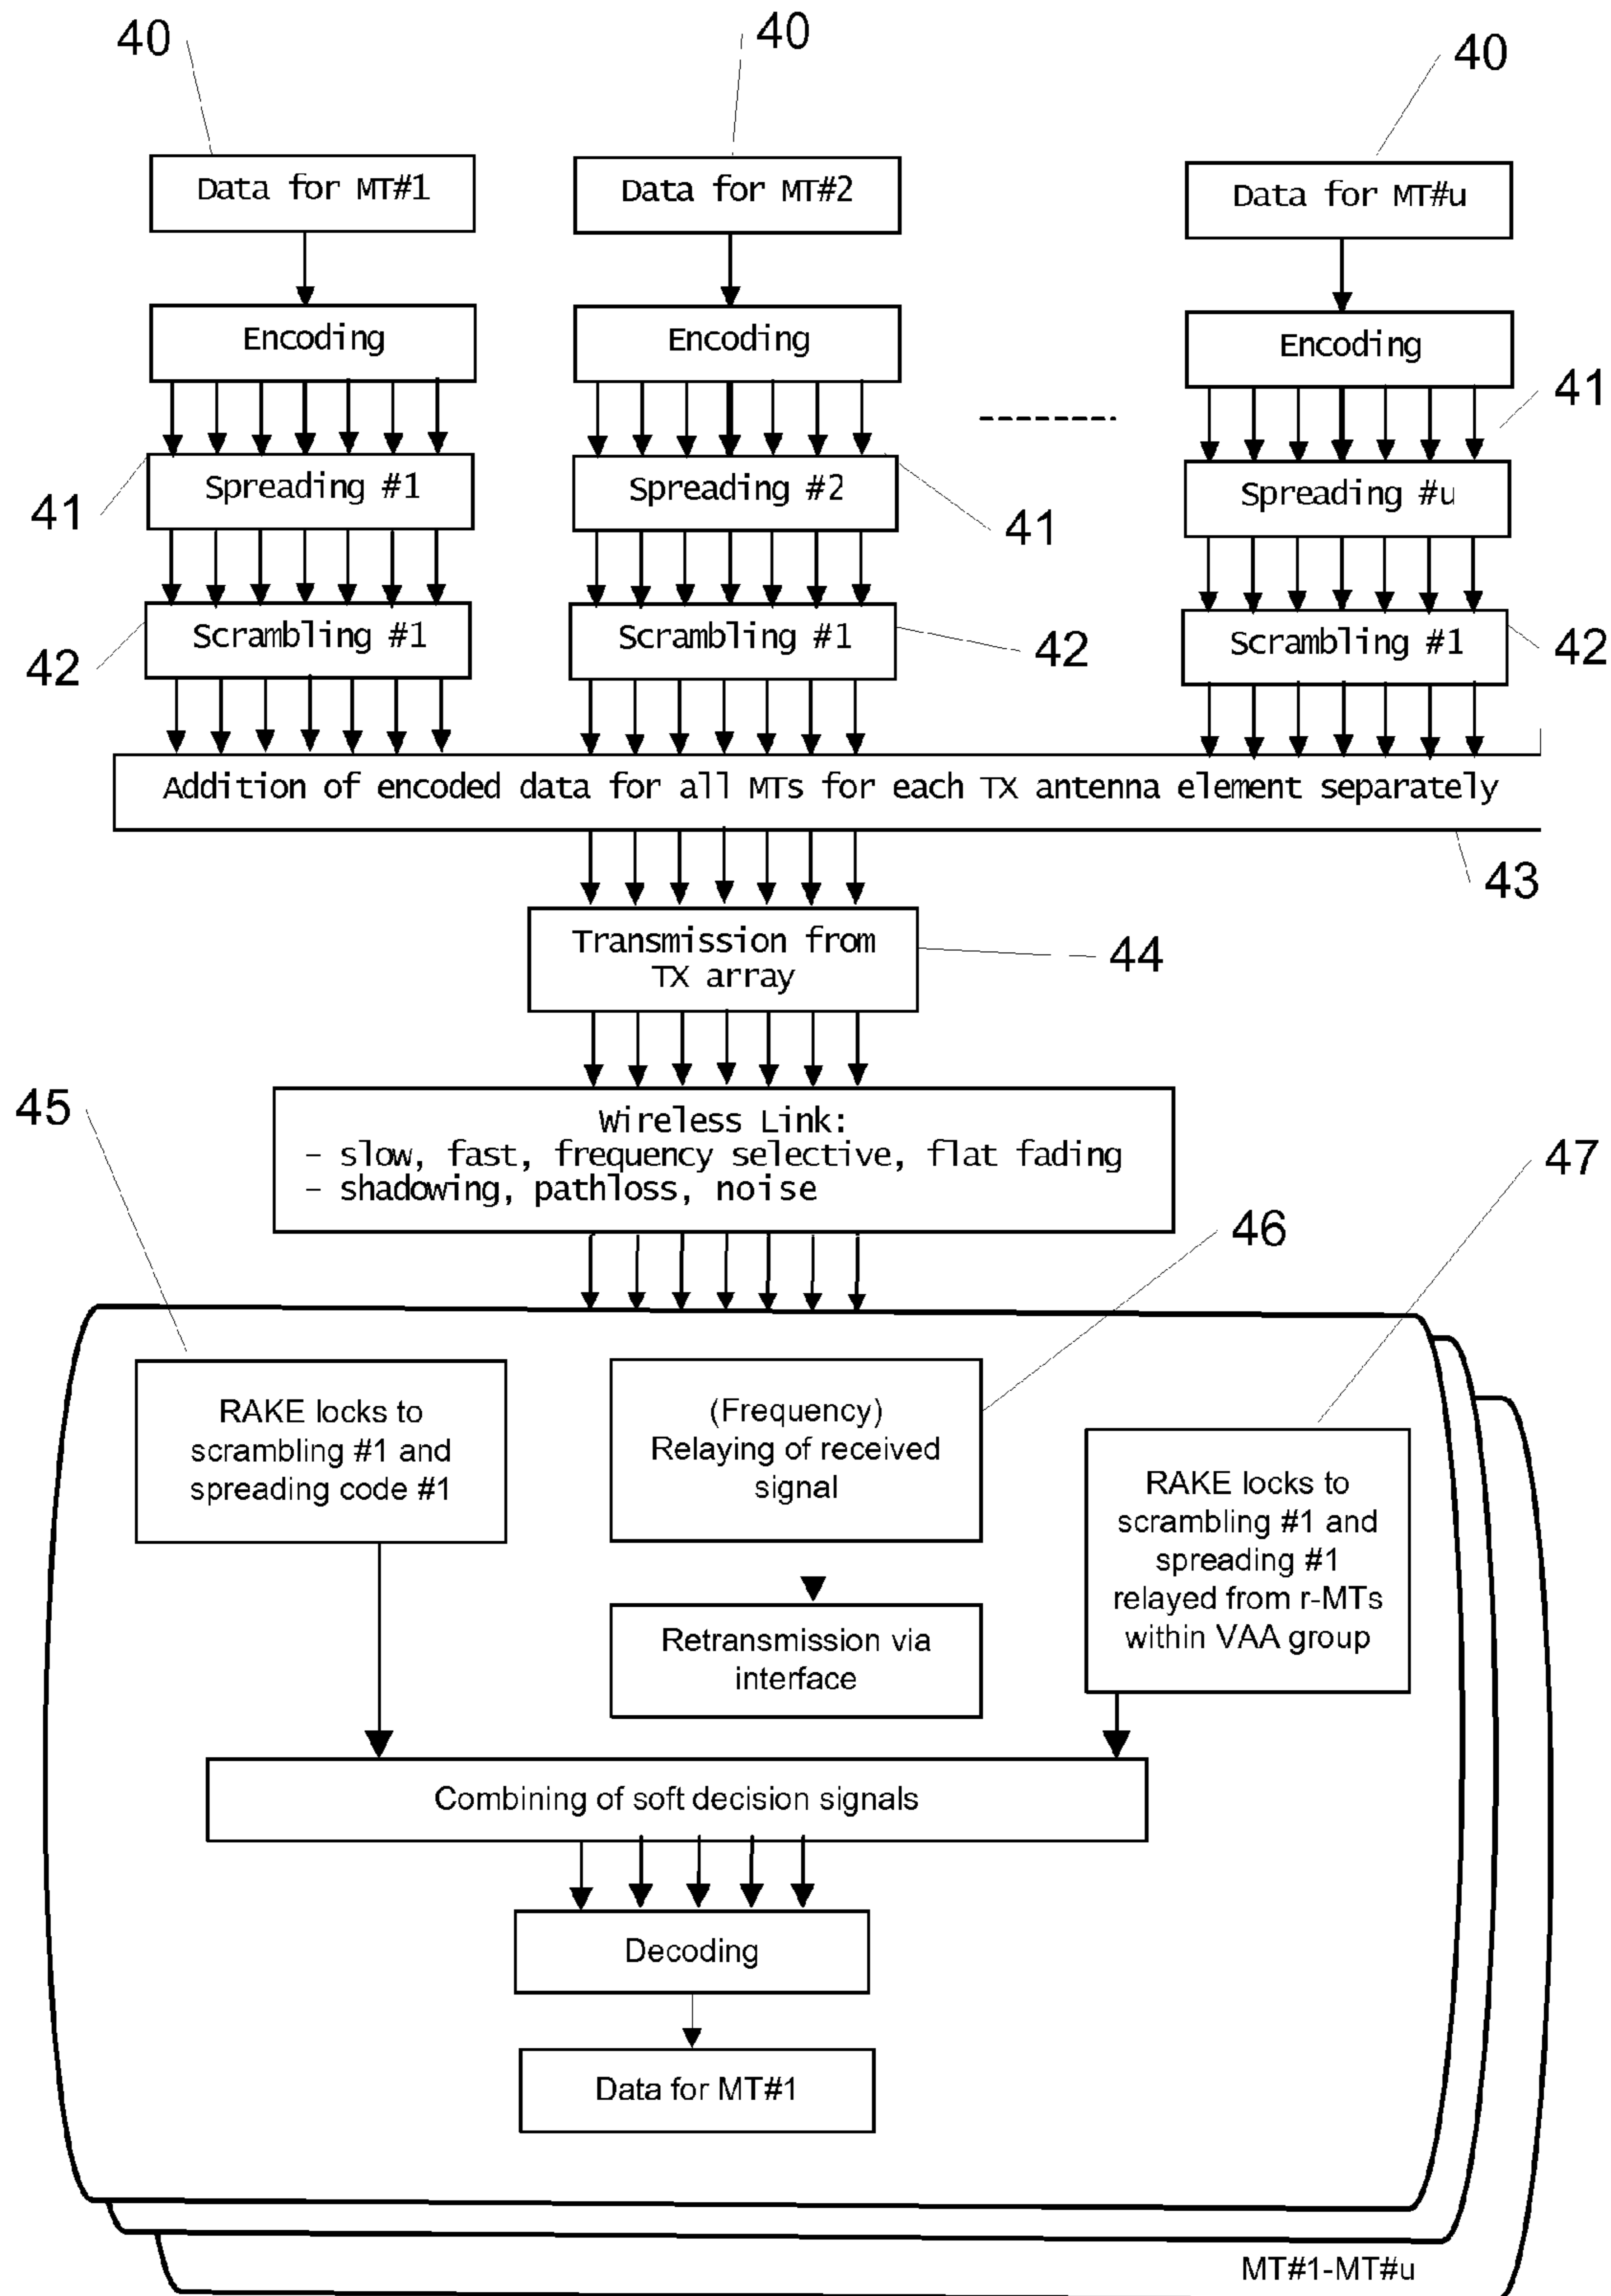 40
40
40
Data for MT#1
Data for MT#2
Data for MT#u
Encoding
Encoding
Encoding
41
Spreading #1
Spreading #2
Spreading #u
41
41
Scrambling #1
Scrambling #1
Scrambling #1
42
42
42
Addition of encoded data for all MTs for each TX antenna element separately
43
Transmission from
TX array
44
Wireless Link:
- slow, fast, frequency selective, flat fading
- shadowing, pathloss, noise
45
46
47
RAKE locks to
scrambling #1 and
spreading code #1
(Frequency)
Relaying of received
signal
RAKE locks to
scrambling #1 and
spreading #1
relayed from r-MTs
within VAA group
Retransmission via
interface
Combining of soft decision signals
Decoding
Data for MT#1
MT#1-MT#u